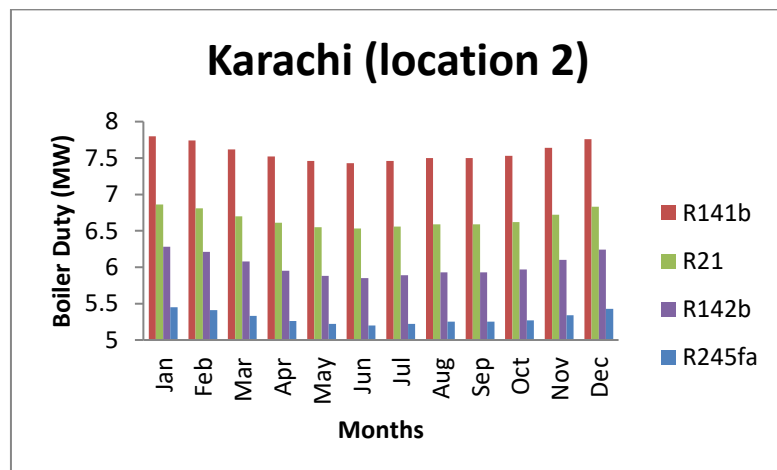 Karachi (location 2)
Boiler Duty (MW)
8
7.5
7
6.5
6
5.5
5
Jan
Feb
Mar
Apr
May
Jun
Jul
Aug
Sep
Oct
Nov
Dec
Months
R141b
R21
R142b
R245fa